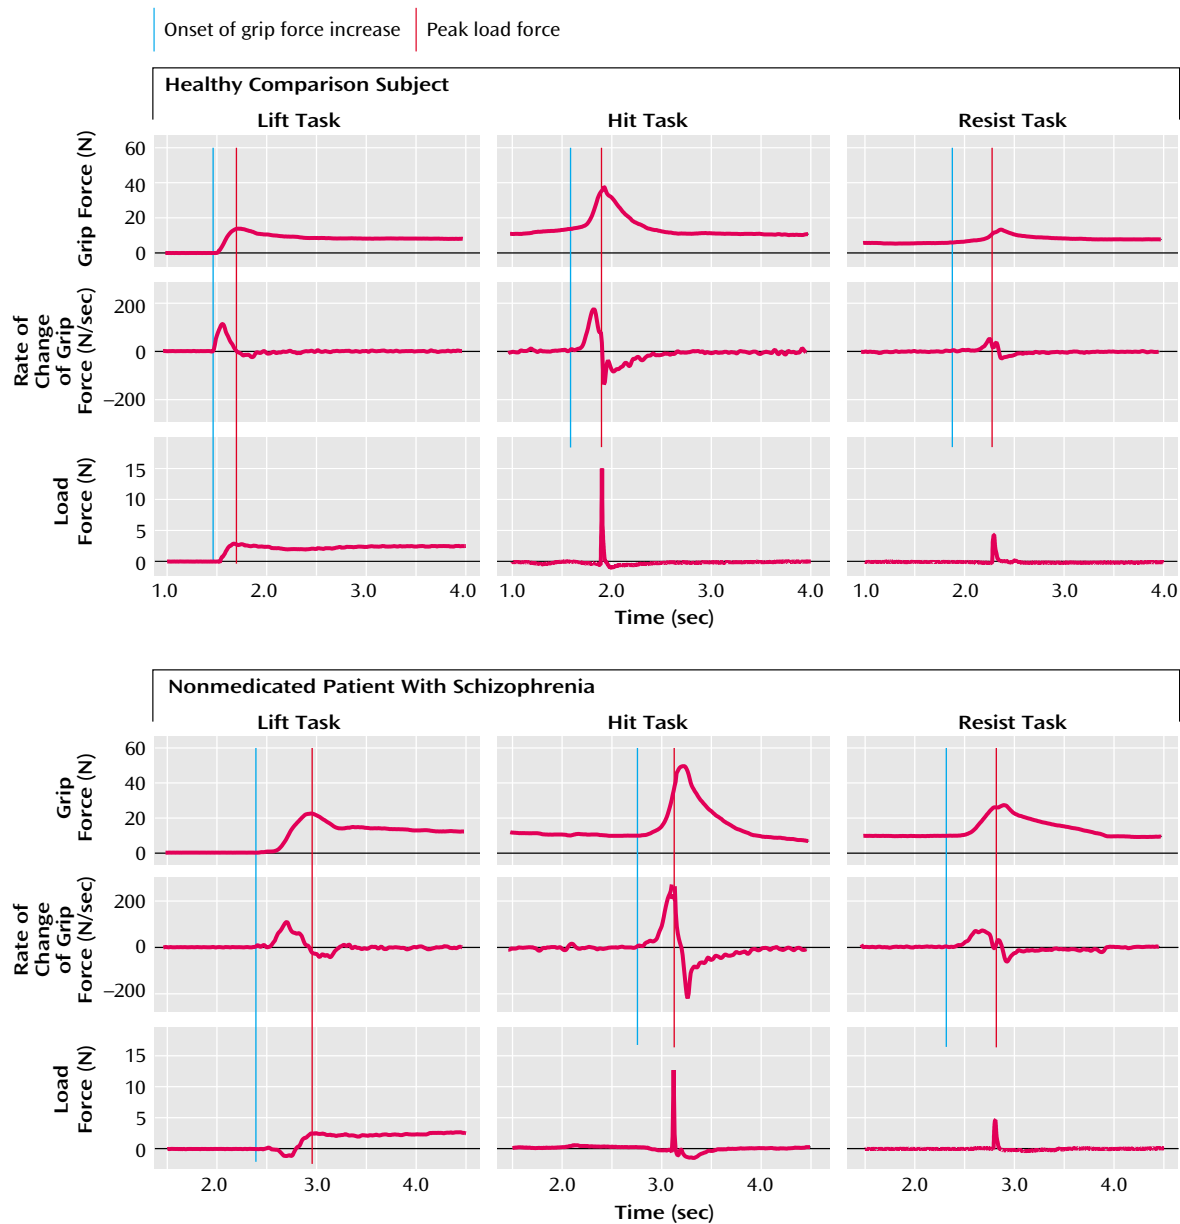 Onset of grip force increase
Peak load force
Healthy Comparison Subject
Lift Task
Hit Task
Resist Task
Grip Force (N)
60
40
20
0
Rate of
Change
of Grip
Force (N/sec)
200
0
–200
Load
Force (N)
15
10
5
0
1.0 2.0 3.0 4.0
1.0 2.0 3.0 4.0
1.0 2.0 3.0 4.0
Time (sec)
Nonmedicated Patient With Schizophrenia
Lift Task
Hit Task
Resist Task
Grip
Force (N)
60
40
20
0
Rate of
Change
of Grip
Force (N/sec)
200
0
–200
Load
Force (N)
15
10
5
0
2.0 3.0 4.0
2.0 3.0 4.0
2.0 3.0 4.0
Time (sec)